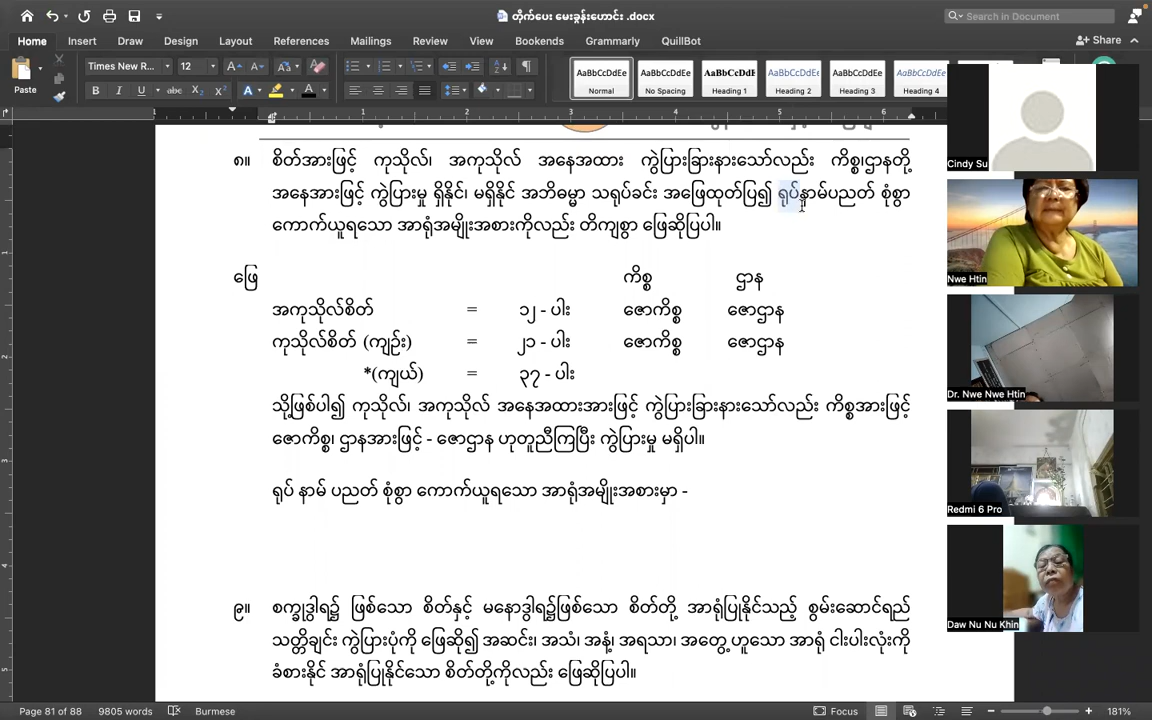 တိုက်ပေး မေးခွန်းဟောင်း .docx
Search in Document
Home Insert Draw Design Layout References Mailings Review View Bookends Grammarly QuillBot Share
Paste Times New R... 12
AaBbCcDdEe AaBbCcDdEe AaBbCcDdE AaBbCcDdEe AaBbCcDdEe AaBbCcDdEe
Normal No Spacing Heading 1 Heading 2 Heading 3 Heading 4
၈။ စိတ်အားဖြင့် ကုသိုလ်၊ အကုသိုလ် အနေအထား ကွဲပြားခြားနားသော်လည်း ကိစ္စ၊ဌာနတို့
အနေအားဖြင့် ကွဲပြားမှု ရှိနိုင်၊ မရှိနိုင် အဘိဓမ္မာ သရုပ်ခင်း အဖြေထုတ်ပြ၍ ရုပ်နာမ်ပညတ် စုံစွာ
ကောက်ယူရသော အာရုံအမျိုးအစားကိုလည်း တိကျစွာ ဖြေဆိုပြပါ။
ဖြေ ကိစ္စ ဌာန
အကုသိုလ်စိတ် = ၁၂ - ပါး ဇောကိစ္စ ဇောဌာန
ကုသိုလ်စိတ် (ကျဉ်း) = ၂၁ - ပါး ဇောကိစ္စ ဇောဌာန
*(ကျယ်) = ၃၇ - ပါး
သို့ဖြစ်ပါ၍ ကုသိုလ်၊ အကုသိုလ် အနေအထားအားဖြင့် ကွဲပြားခြားနားသော်လည်း ကိစ္စအားဖြင့်
ဇောကိစ္စ၊ ဌာနအားဖြင့် - ဇောဌာန ဟုတူညီကြပြီး ကွဲပြားမှု မရှိပါ။
ရုပ် နာမ် ပညတ် စုံစွာ ကောက်ယူရသော အာရုံအမျိုးအစားမှာ -
၉။ စက္ခုဒွါရ၌ ဖြစ်သော စိတ်နှင့် မနောဒွါရ၌ဖြစ်သော စိတ်တို့ အာရုံပြုနိုင်သည့် စွမ်းဆောင်ရည်
သတ္တိချင်း ကွဲပြားပုံကို ဖြေဆို၍ အဆင်း၊ အသံ၊ အနံ့၊ အရသာ၊ အတွေ့ဟူသော အာရုံ ငါးပါးလုံးကို
ခံစားနိုင် အာရုံပြုနိုင်သော စိတ်တို့ကိုလည်း ဖြေဆိုပြပါ။
Cindy Su
Nwe Htin
Dr. Nwe Nwe Htin
Redmi 6 Pro
Daw Nu Nu Khin
Page 81 of 88 9805 words Burmese Focus 181%